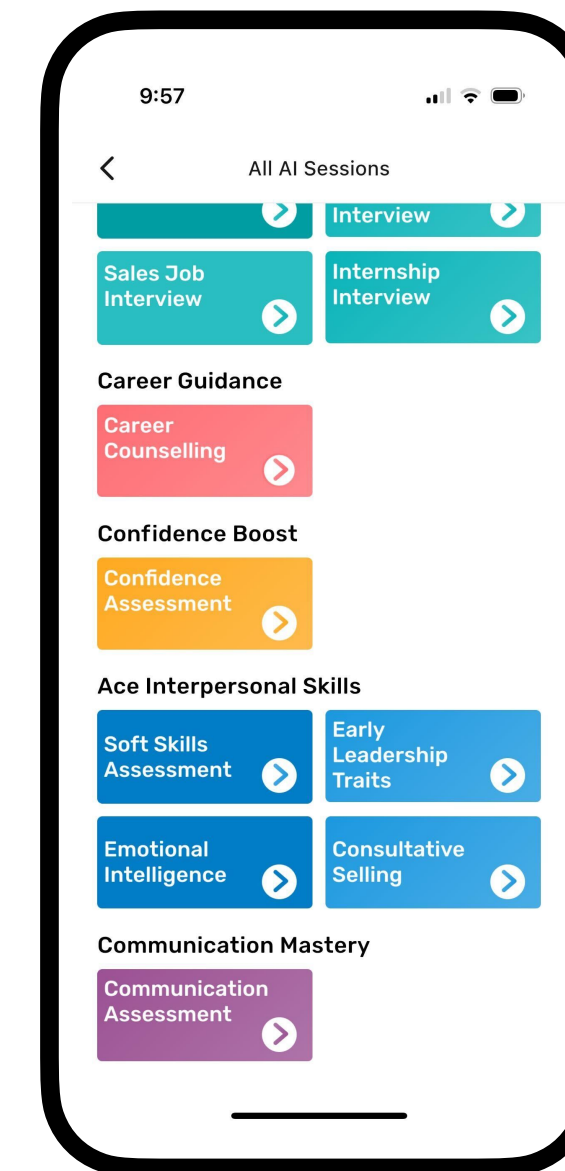 9:57
All AI Sessions
Interview
Sales Job
Interview
Internship
Interview
Career Guidance
Career
Counselling
Confidence Boost
Confidence
Assessment
Ace Interpersonal Skills
Soft Skills
Assessment
Early
Leadership
Traits
Emotional
Intelligence
Consultative
Selling
Communication Mastery
Communication
Assessment